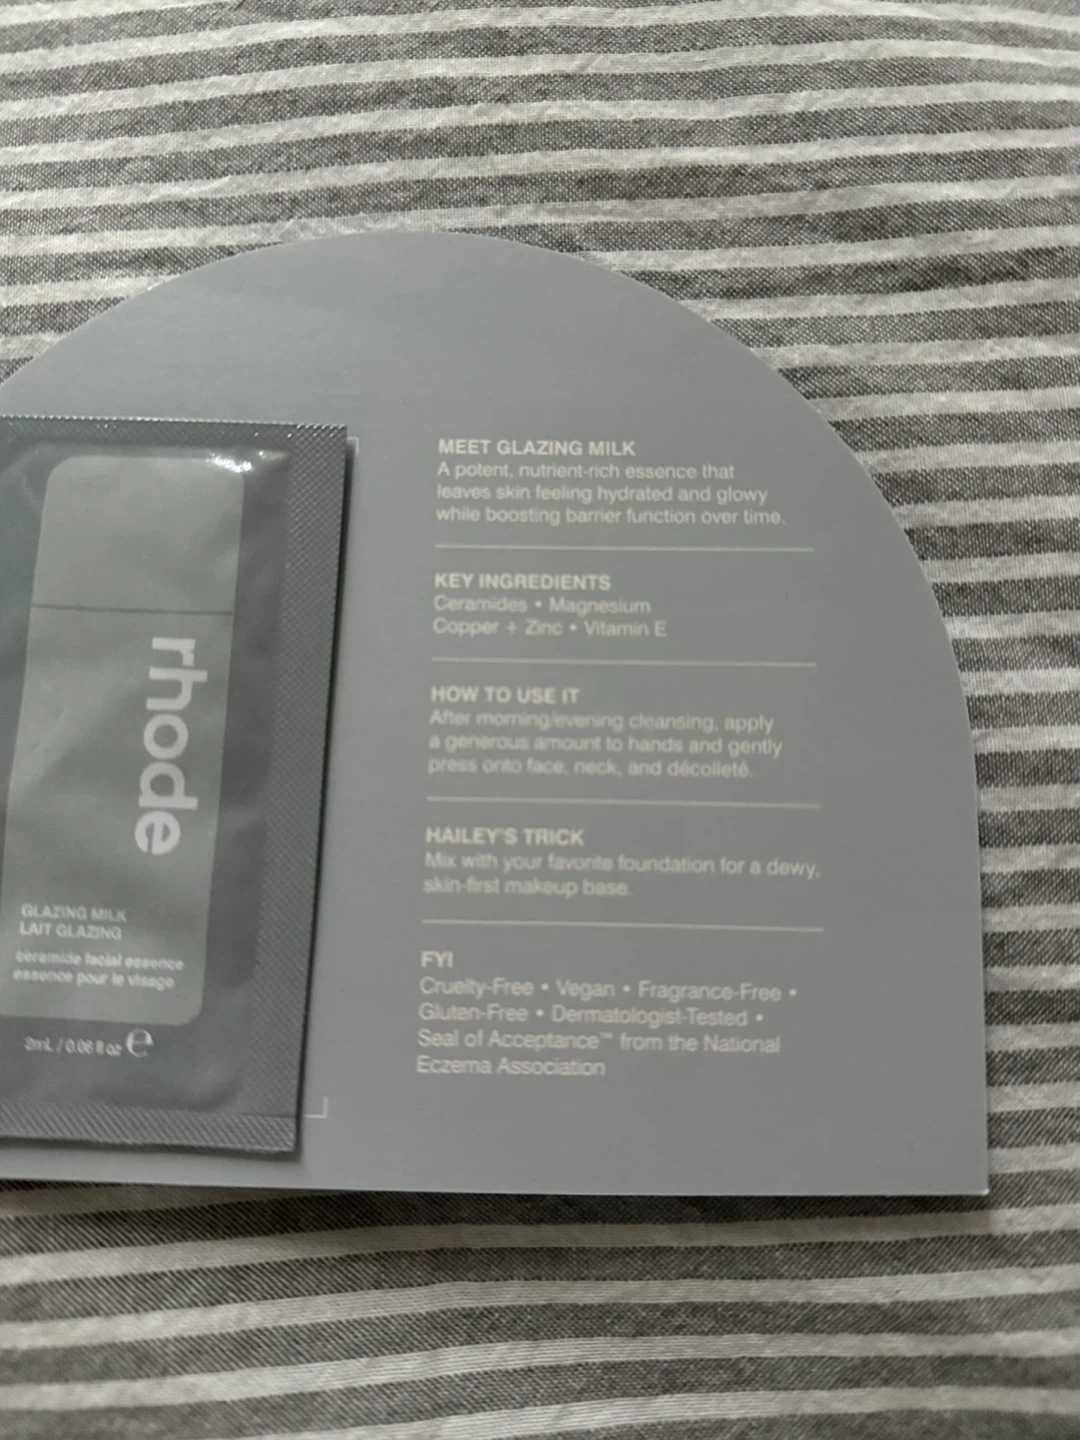 rhode
GLAZING MILK
LAIT GLAZING
ceramide facial essence
essence pour le visage
2mL / 0.06 fl oz ℮
MEET GLAZING MILK
A potent, nutrient-rich essence that
leaves skin feeling hydrated and glowy
while boosting barrier function over time.
KEY INGREDIENTS
Ceramides • Magnesium
Copper + Zinc • Vitamin E
HOW TO USE IT
After morning/evening cleansing, apply
a generous amount to hands and gently
press onto face, neck, and décolleté.
HAILEY'S TRICK
Mix with your favorite foundation for a dewy,
skin-first makeup base.
FYI
Cruelty-Free • Vegan • Fragrance-Free •
Gluten-Free • Dermatologist-Tested •
Seal of Acceptance™ from the National
Eczema Association